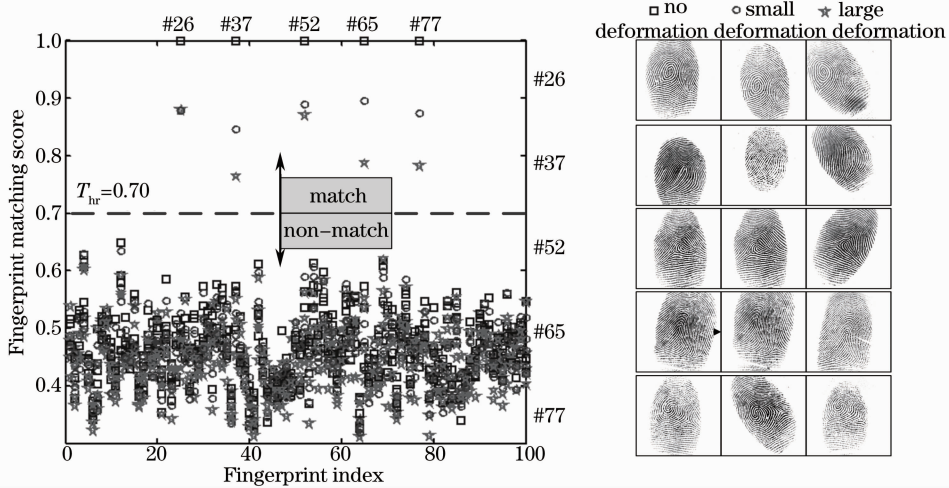 #26 #37 #52 #65 #77
1.0
0.9
0.8
0.7
0.6
0.5
0.4
Fingerprint matching score
T_hr=0.70
match
non-match
0 20 40 60 80 100
Fingerprint index
□ no ○ small ☆ large
deformation deformation deformation
#26
#37
#52
#65
#77